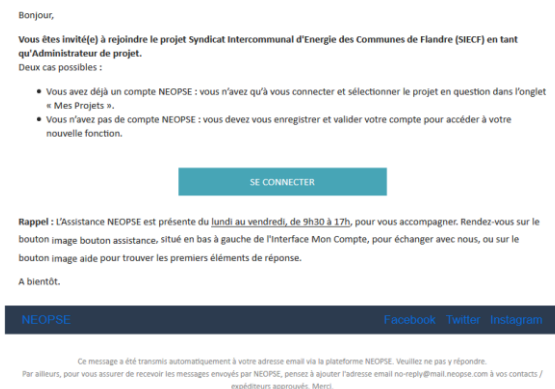 Bonjour,
Vous êtes invité(e) à rejoindre le projet Syndicat Intercommunal d'Energie des Communes de Flandre (SIECF) en tant
qu'Administrateur de projet.
Deux cas possibles :
• Vous avez déjà un compte NEOPSE : vous n'avez qu'à vous connecter et sélectionner le projet en question dans l'onglet
« Mes Projets ».
• Vous n'avez pas de compte NEOPSE : vous devez vous enregistrer et valider votre compte pour accéder à votre
nouvelle fonction.
SE CONNECTER
Rappel : L'Assistance NEOPSE est présente du lundi au vendredi, de 9h30 à 17h, pour vous accompagner. Rendez-vous sur le
bouton image bouton assistance, situé en bas à gauche de l'Interface Mon Compte, pour échanger avec nous, ou sur le
bouton image aide pour trouver les premiers éléments de réponse.
A bientôt.
NEOPSE Facebook Twitter Instagram
Ce message a été transmis automatiquement à votre adresse email via la plateforme NEOPSE. Veuillez ne pas y répondre.
Par ailleurs, pour vous assurer de recevoir les messages envoyés par NEOPSE, pensez à ajouter l'adresse email no-reply@mail.neopse.com à vos contacts /
expéditeurs approuvés. Merci.